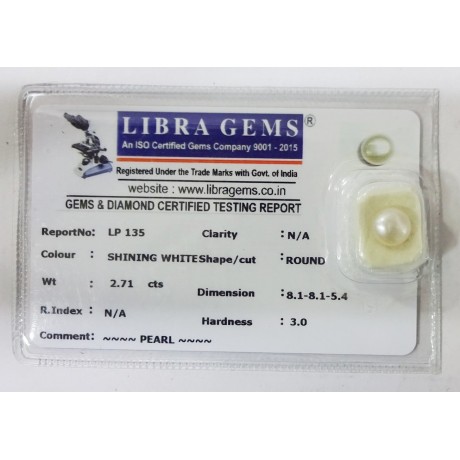 LIBRA GEMS ®
An ISO Certified Gems Company 9001 - 2015
Registered Under the Trade Marks with Govt. of India
website : www.libragems.co.in
GEMS & DIAMOND CERTIFIED TESTING REPORT
ReportNo: LP 135 Clarity : N/A
Colour : SHINING WHITE Shape/cut : ROUND
Wt : 2.71 cts Dimension :8.1-8.1-5.4
R.Index : N/A Hardness : 3.0
Comment: ~~~~ PEARL ~~~~